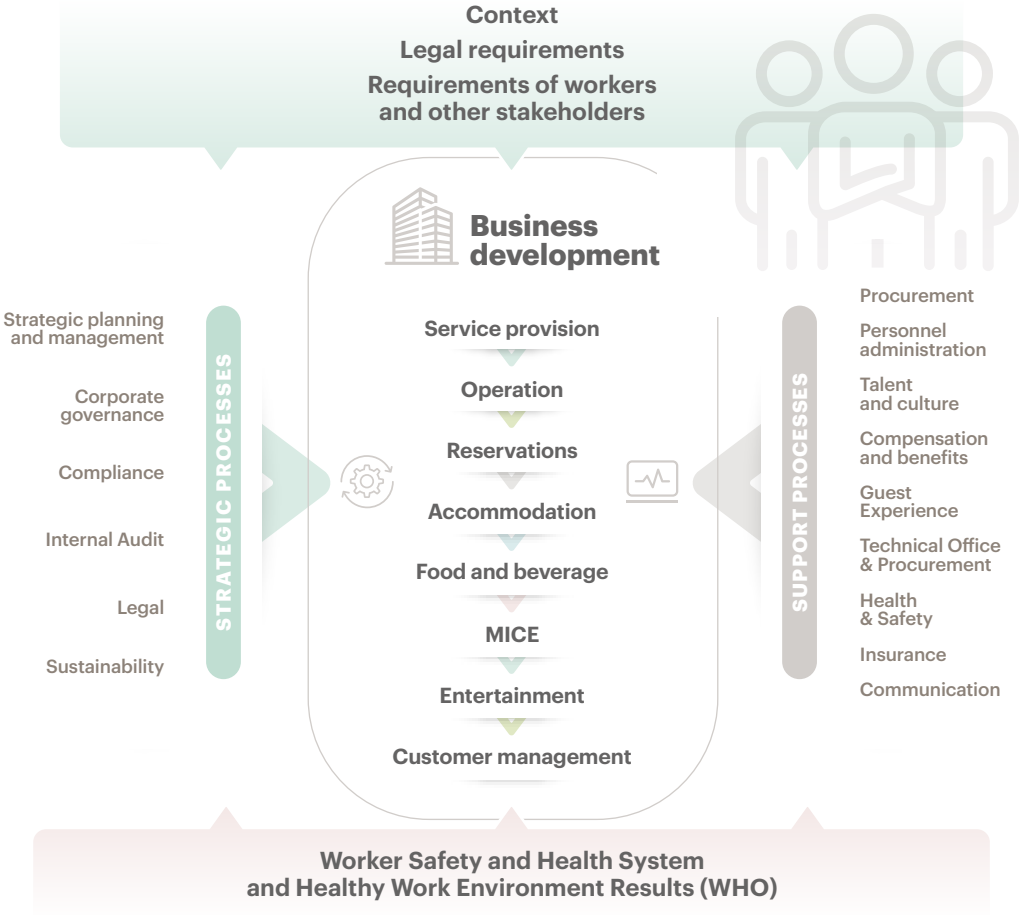 Context
Legal requirements
Requirements of workers
and other stakeholders
Business
development
Strategic planning
and management
Corporate
governance
Compliance
Internal Audit
Legal
Sustainability
STRATEGIC PROCESSES
Service provision
Operation
Reservations
Accommodation
Food and beverage
MICE
Entertainment
Customer management
SUPPORT PROCESSES
Procurement
Personnel
administration
Talent
and culture
Compensation
and benefits
Guest
Experience
Technical Office
& Procurement
Health
& Safety
Insurance
Communication
Worker Safety and Health System
and Healthy Work Environment Results (WHO)